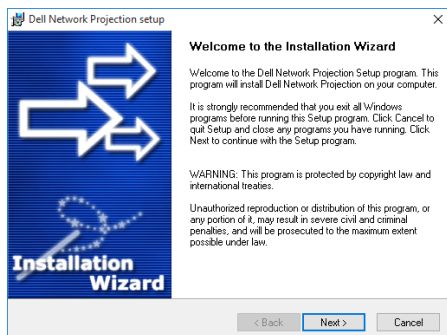 Dell Network Projection setup
Welcome to the Installation Wizard
Welcome to the Dell Network Projection Setup program. This
program will install Dell Network Projection on your computer.
It is strongly recommended that you exit all Windows
programs before running this Setup program. Click Cancel to
quit Setup and close any programs you have running. Click
Next to continue with the Setup program.
WARNING: This program is protected by copyright law and
international treaties.
Unauthorized reproduction or distribution of this program, or
any portion of it, may result in severe civil and criminal
penalties, and will be prosecuted to the maximum extent
possible under law.
Installation
Wizard
< Back Next > Cancel